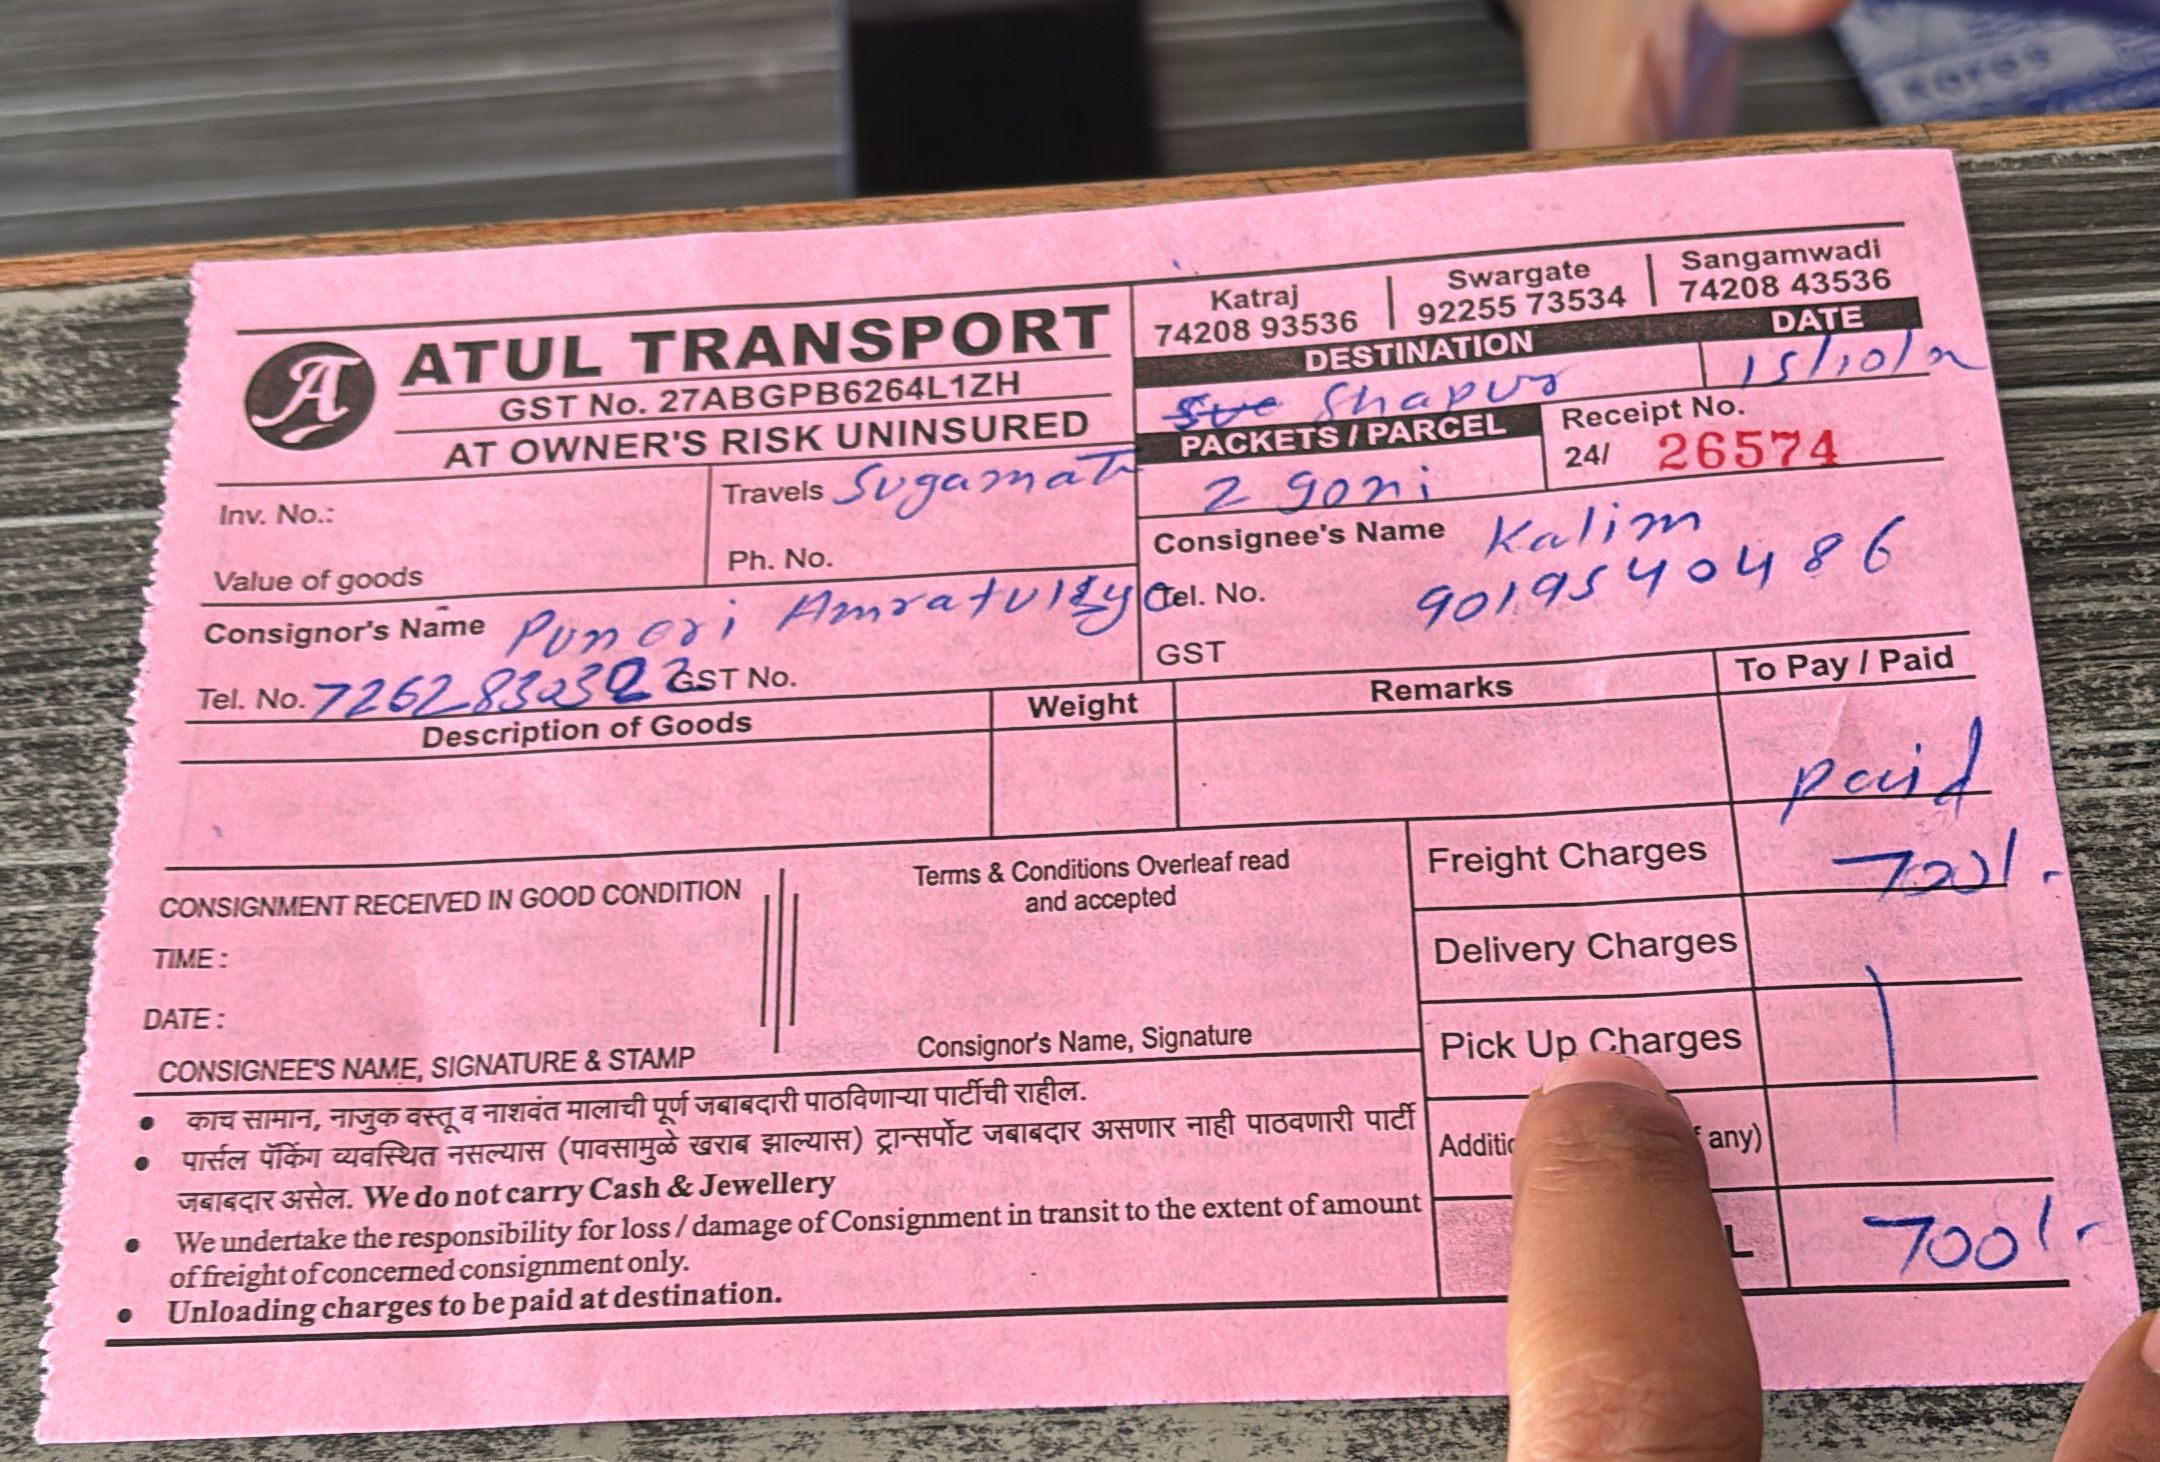 Katraj
74208 93536
Swargate
92255 73534
Sangamwadi
74208 43536
ATUL TRANSPORT
GST No. 27ABGPB6264L1ZH
AT OWNER'S RISK UNINSURED
DESTINATION
DATE
Shapur
15/10/2
PACKETS / PARCEL
2 goni
Receipt No.
24/ 26574
Inv. No.:
Value of goods
Travels Sugamat
Ph. No.
Consignee's Name Kalim
Tel. No. 9019540486
GST
Consignor's Name Puneri Amratulya
Tel. No. GST No.
Description of Goods
Weight
Remarks
To Pay / Paid
paid
Freight Charges 700/-
Delivery Charges
Pick Up Charges
any)
L 700/-
CONSIGNMENT RECEIVED IN GOOD CONDITION
TIME :
DATE :
CONSIGNEE'S NAME, SIGNATURE & STAMP
Terms & Conditions Overleaf read
and accepted
Consignor's Name, Signature
• काच सामान, नाजुक वस्तू व नाशवंत मालाची पूर्ण जबाबदारी पाठविणाऱ्या पार्टीची राहील.
• पार्सल पॅकिंग व्यवस्थित नसल्यास (पावसामुळे खराब झाल्यास) ट्रान्सपोर्ट जबाबदार असणार नाही पाठवणारी पार्टी
जबाबदार असेल. We do not carry Cash & Jewellery
• We undertake the responsibility for loss / damage of Consignment in transit to the extent of amount
of freight of concerned consignment only.
• Unloading charges to be paid at destination.